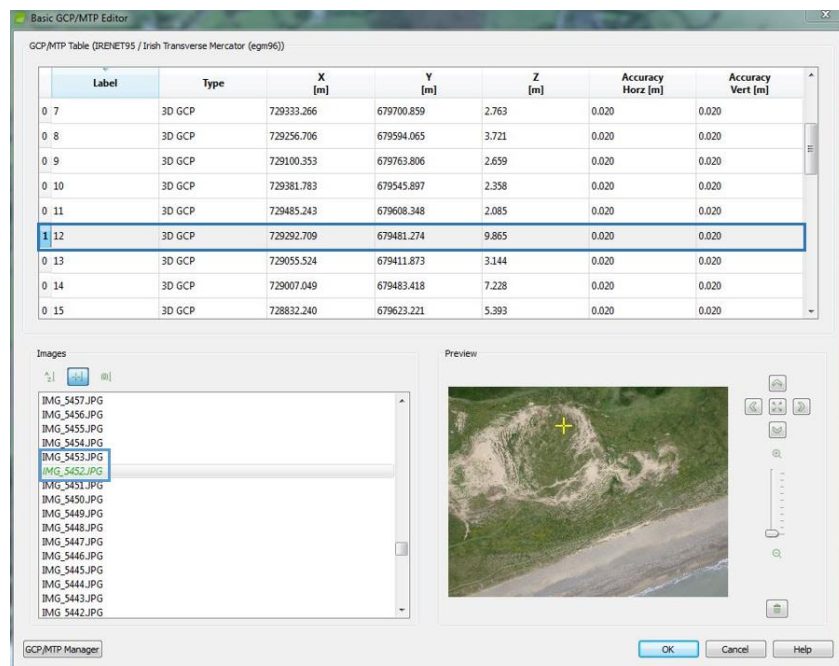 Basic GCP/MTP Editor
GCP/MTP Table (IRENET95 / Irish Transverse Mercator (egm96))
Label Type X [m] Y [m] Z [m] Accuracy Horz [m] Accuracy Vert [m]
0 7 3D GCP 729333.266 679700.859 2.763 0.020 0.020
0 8 3D GCP 729256.706 679594.065 3.721 0.020 0.020
0 9 3D GCP 729100.353 679763.806 2.659 0.020 0.020
0 10 3D GCP 729381.783 679545.897 2.358 0.020 0.020
0 11 3D GCP 729485.243 679608.348 2.085 0.020 0.020
1 12 3D GCP 729292.709 679481.274 9.865 0.020 0.020
0 13 3D GCP 729055.524 679411.873 3.144 0.020 0.020
0 14 3D GCP 729007.049 679483.418 7.228 0.020 0.020
0 15 3D GCP 728832.240 679623.221 5.393 0.020 0.020
Images
IMG_5457.JPG
IMG_5456.JPG
IMG_5455.JPG
IMG_5454.JPG
IMG_5453.JPG
IMG_5452.JPG
IMG_5451.JPG
IMG_5450.JPG
IMG_5449.JPG
IMG_5448.JPG
IMG_5447.JPG
IMG_5446.JPG
IMG_5445.JPG
IMG_5444.JPG
IMG_5443.JPG
IMG_5442.JPG
Preview
GCP/MTP Manager
OK Cancel Help